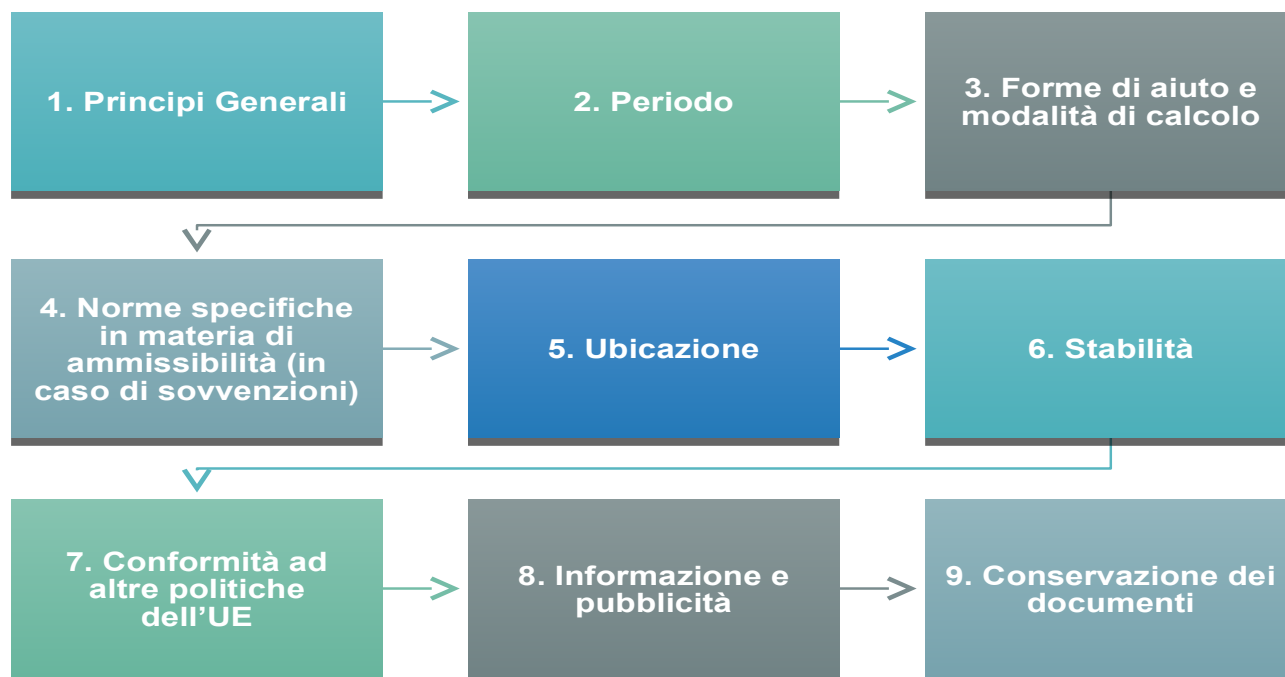 1. Principi Generali
2. Periodo
3. Forme di aiuto e
modalità di calcolo
4. Norme specifiche
in materia di
ammissibilità (in
caso di sovvenzioni)
5. Ubicazione
6. Stabilità
7. Conformità ad
altre politiche
dell’UE
8. Informazione e
pubblicità
9. Conservazione dei
documenti